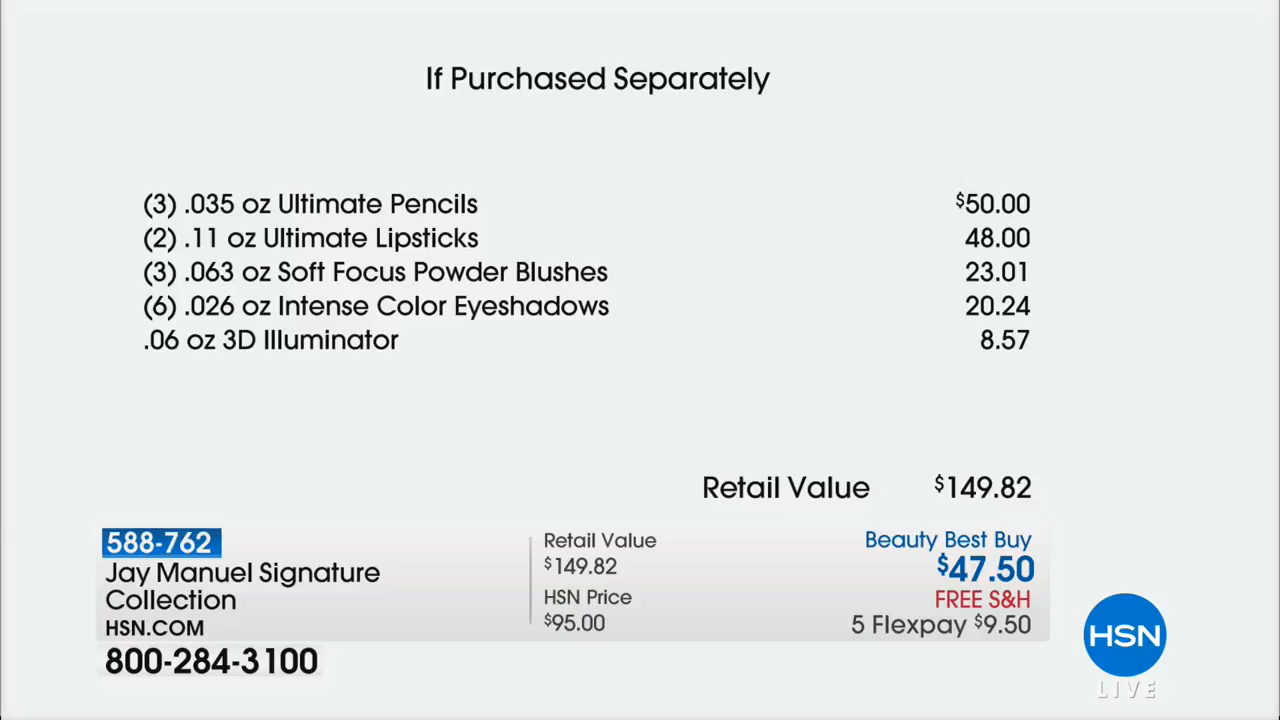 If Purchased Separately
(3) .035 oz Ultimate Pencils $50.00
(2) .11 oz Ultimate Lipsticks 48.00
(3) .063 oz Soft Focus Powder Blushes 23.01
(6) .026 oz Intense Color Eyeshadows 20.24
.06 oz 3D Illuminator 8.57
Retail Value $149.82
588-762
Jay Manuel Signature
Collection
HSN.COM
800-284-3100
Retail Value
$149.82
HSN Price
$95.00
Beauty Best Buy
$47.50
FREE S&H
5 Flexpay $9.50
HSN
LIVE